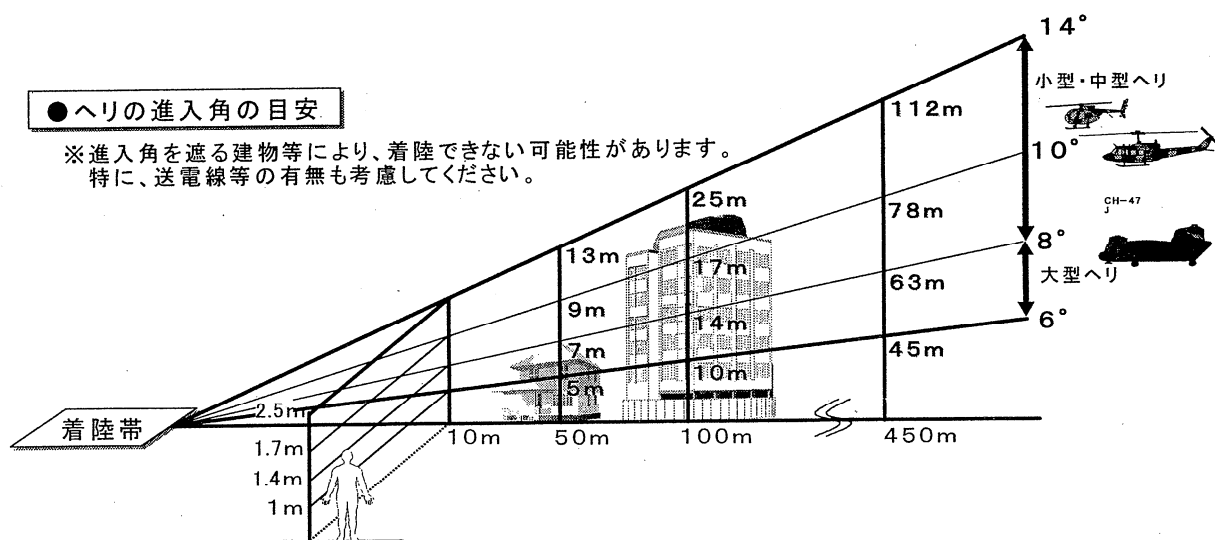 ●ヘリの進入角の目安
※進入角を遮る建物等により、着陸できない可能性があります。
特に、送電線等の有無も考慮してください。
14°
小型・中型ヘリ
112m
10°
25m
78m
CH-47
J
8°
13m
17m
大型ヘリ
63m
9m
14m
6°
7m
45m
10m
5m
2.5m
着陸帯
10m
50m
100m
450m
1.7m
1.4m
1m